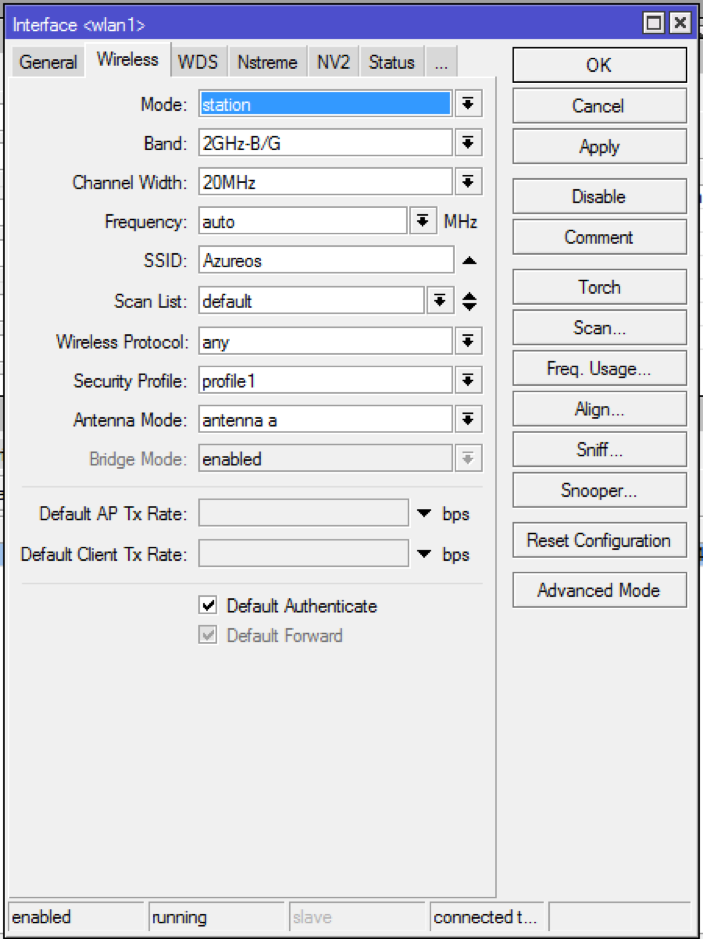 Interface <wlan1>
General Wireless WDS Nstreme NV2 Status ...
Mode: station
Band: 2GHz-B/G
Channel Width: 20MHz
Frequency: auto MHz
SSID: Azureos
Scan List: default
Wireless Protocol: any
Security Profile: profile1
Antenna Mode: antenna a
Bridge Mode: enabled
Default AP Tx Rate: bps
Default Client Tx Rate: bps
Default Authenticate
Default Forward
OK
Cancel
Apply
Disable
Comment
Torch
Scan...
Freq. Usage...
Align...
Sniff...
Snooper...
Reset Configuration
Advanced Mode
enabled running slave connected t...